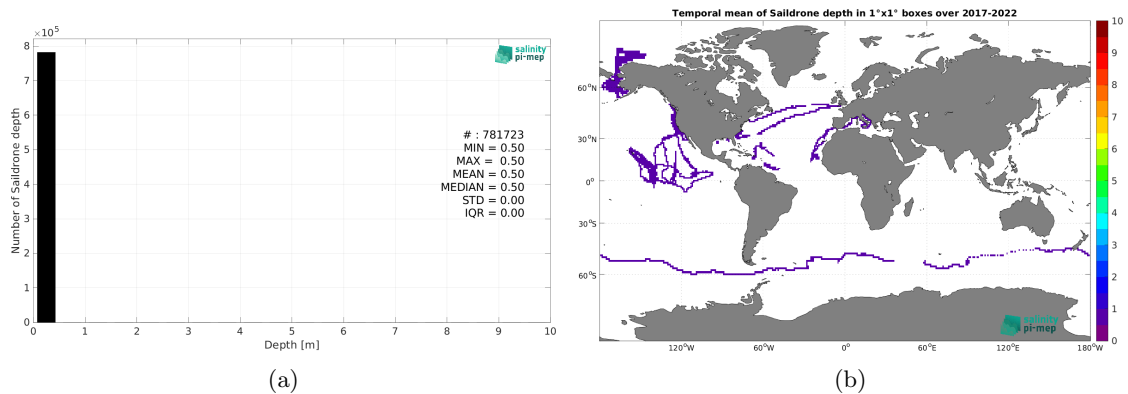 ×10⁵
8
7
6
5
4
3
2
1
0
Number of Saildrone depth
salinity
pi-mep
# : 781723
MIN = 0.50
MAX = 0.50
MEAN = 0.50
MEDIAN = 0.50
STD = 0.00
IQR = 0.00
0 1 2 3 4 5 6 7 8 9 10
Depth [m]
(a)
Temporal mean of Saildrone depth in 1°x1° boxes over 2017-2022
60°N
30°N
0°
30°S
60°S
120°W 60°W 0° 60°E 120°E 180°W
salinity
pi-mep
10
9
8
7
6
5
4
3
2
1
0
(b)